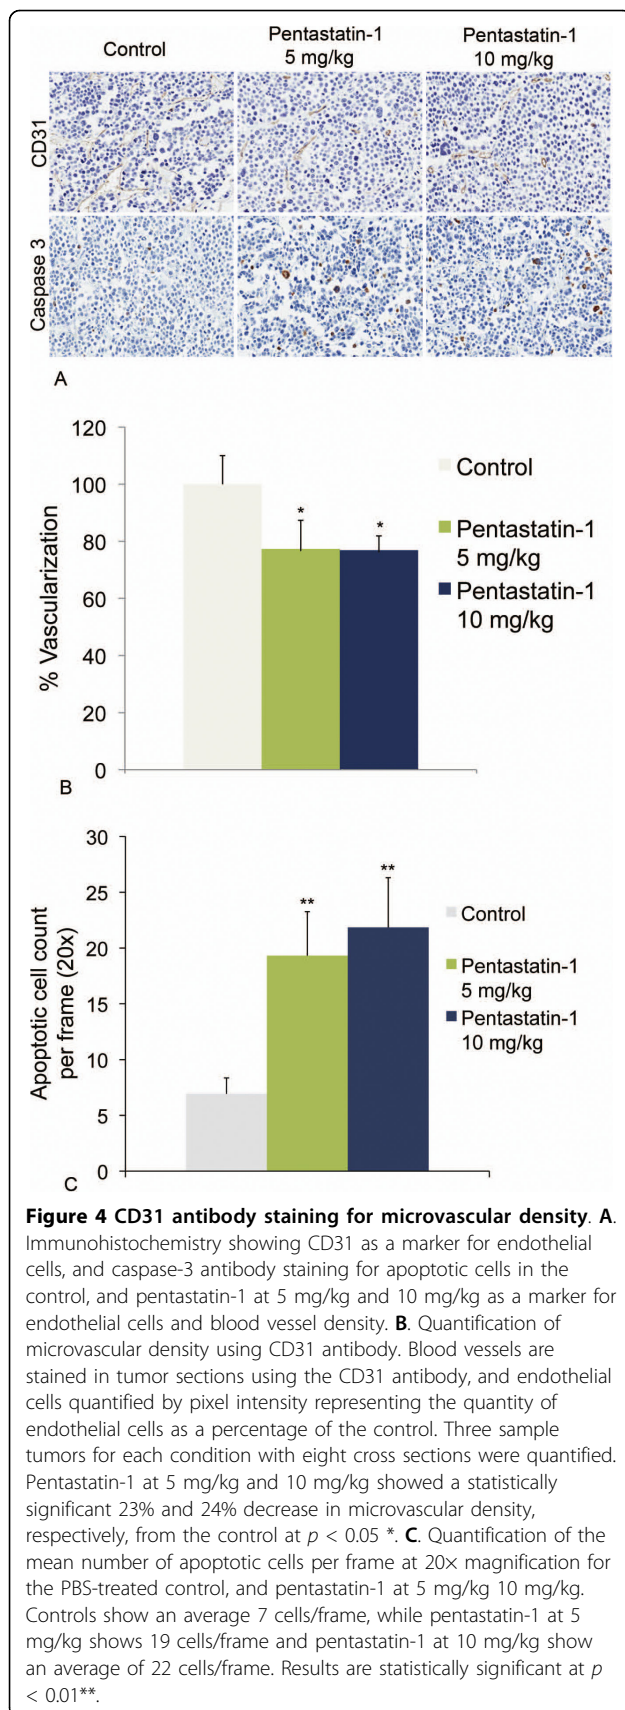 Control
Pentastatin-1
5 mg/kg
Pentastatin-1
10 mg/kg
CD31
Caspase 3
A
% Vascularization
120
100
80
60
40
20
0
*
*
Control
Pentastatin-1
5 mg/kg
Pentastatin-1
10 mg/kg
B
Apoptotic cell count
per frame (20x)
30
25
20
15
10
5
0
**
**
Control
Pentastatin-1
5 mg/kg
Pentastatin-1
10 mg/kg
C
Figure 4 CD31 antibody staining for microvascular density. A.
Immunohistochemistry showing CD31 as a marker for endothelial
cells, and caspase-3 antibody staining for apoptotic cells in the
control, and pentastatin-1 at 5 mg/kg and 10 mg/kg as a marker for
endothelial cells and blood vessel density. B. Quantification of
microvascular density using CD31 antibody. Blood vessels are
stained in tumor sections using the CD31 antibody, and endothelial
cells quantified by pixel intensity representing the quantity of
endothelial cells as a percentage of the control. Three sample
tumors for each condition with eight cross sections were quantified.
Pentastatin-1 at 5 mg/kg and 10 mg/kg showed a statistically
significant 23% and 24% decrease in microvascular density,
respectively, from the control at p < 0.05 *. C. Quantification of the
mean number of apoptotic cells per frame at 20× magnification for
the PBS-treated control, and pentastatin-1 at 5 mg/kg 10 mg/kg.
Controls show an average 7 cells/frame, while pentastatin-1 at 5
mg/kg shows 19 cells/frame and pentastatin-1 at 10 mg/kg show
an average of 22 cells/frame. Results are statistically significant at p
< 0.01**.